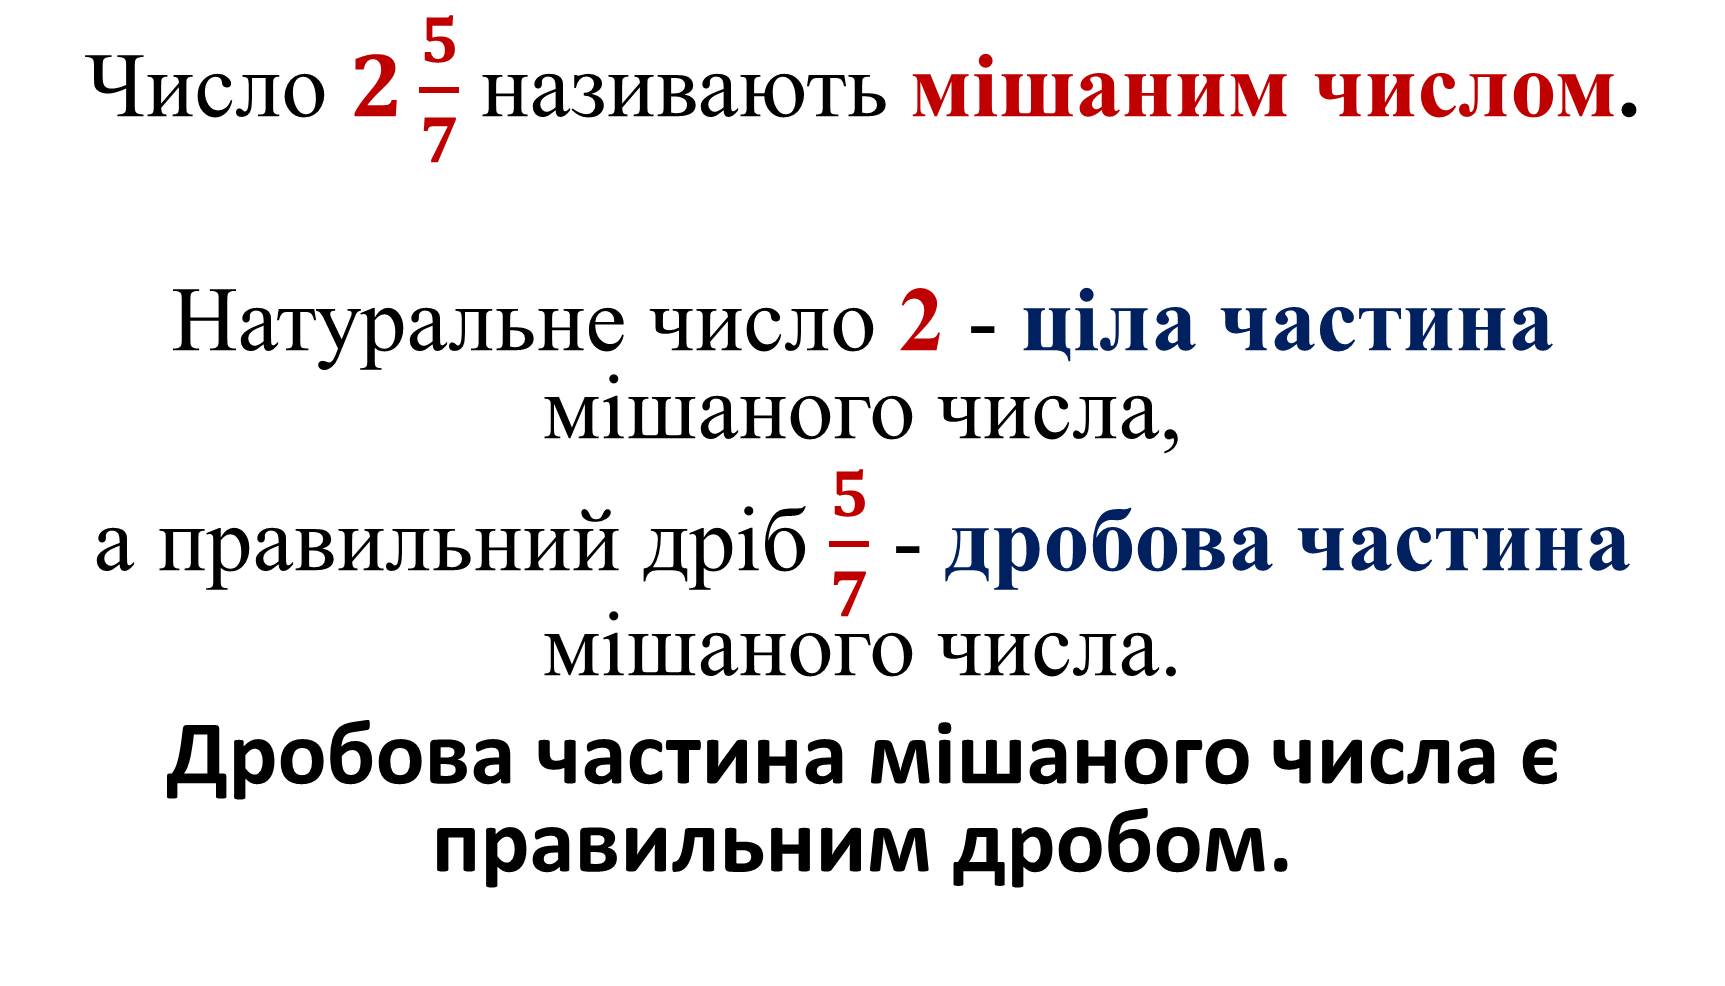 Число 2 5/7 називають мішаним числом.
Натуральне число 2 - ціла частина
мішаного числа,
а правильний дріб 5/7 - дробова частина
мішаного числа.
Дробова частина мішаного числа є
правильним дробом.